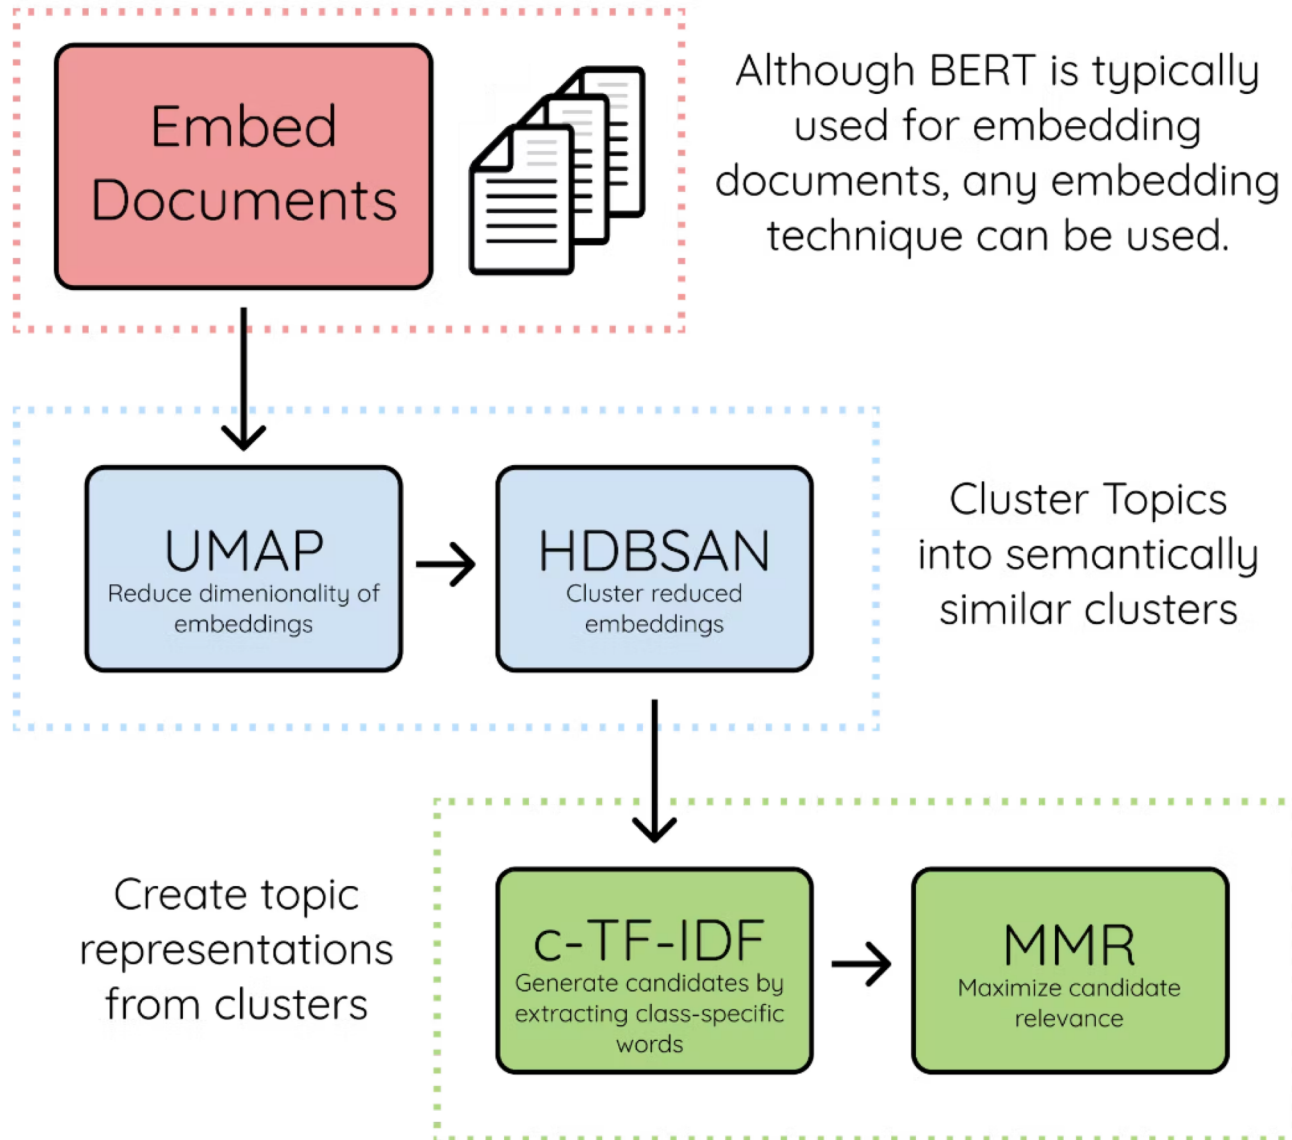 Embed
Documents
Although BERT is typically
used for embedding
documents, any embedding
technique can be used.
UMAP
Reduce dimenionality of
embeddings
HDBSAN
Cluster reduced
embeddings
Cluster Topics
into semantically
similar clusters
Create topic
representations
from clusters
c-TF-IDF
Generate candidates by
extracting class-specific
words
MMR
Maximize candidate
relevance